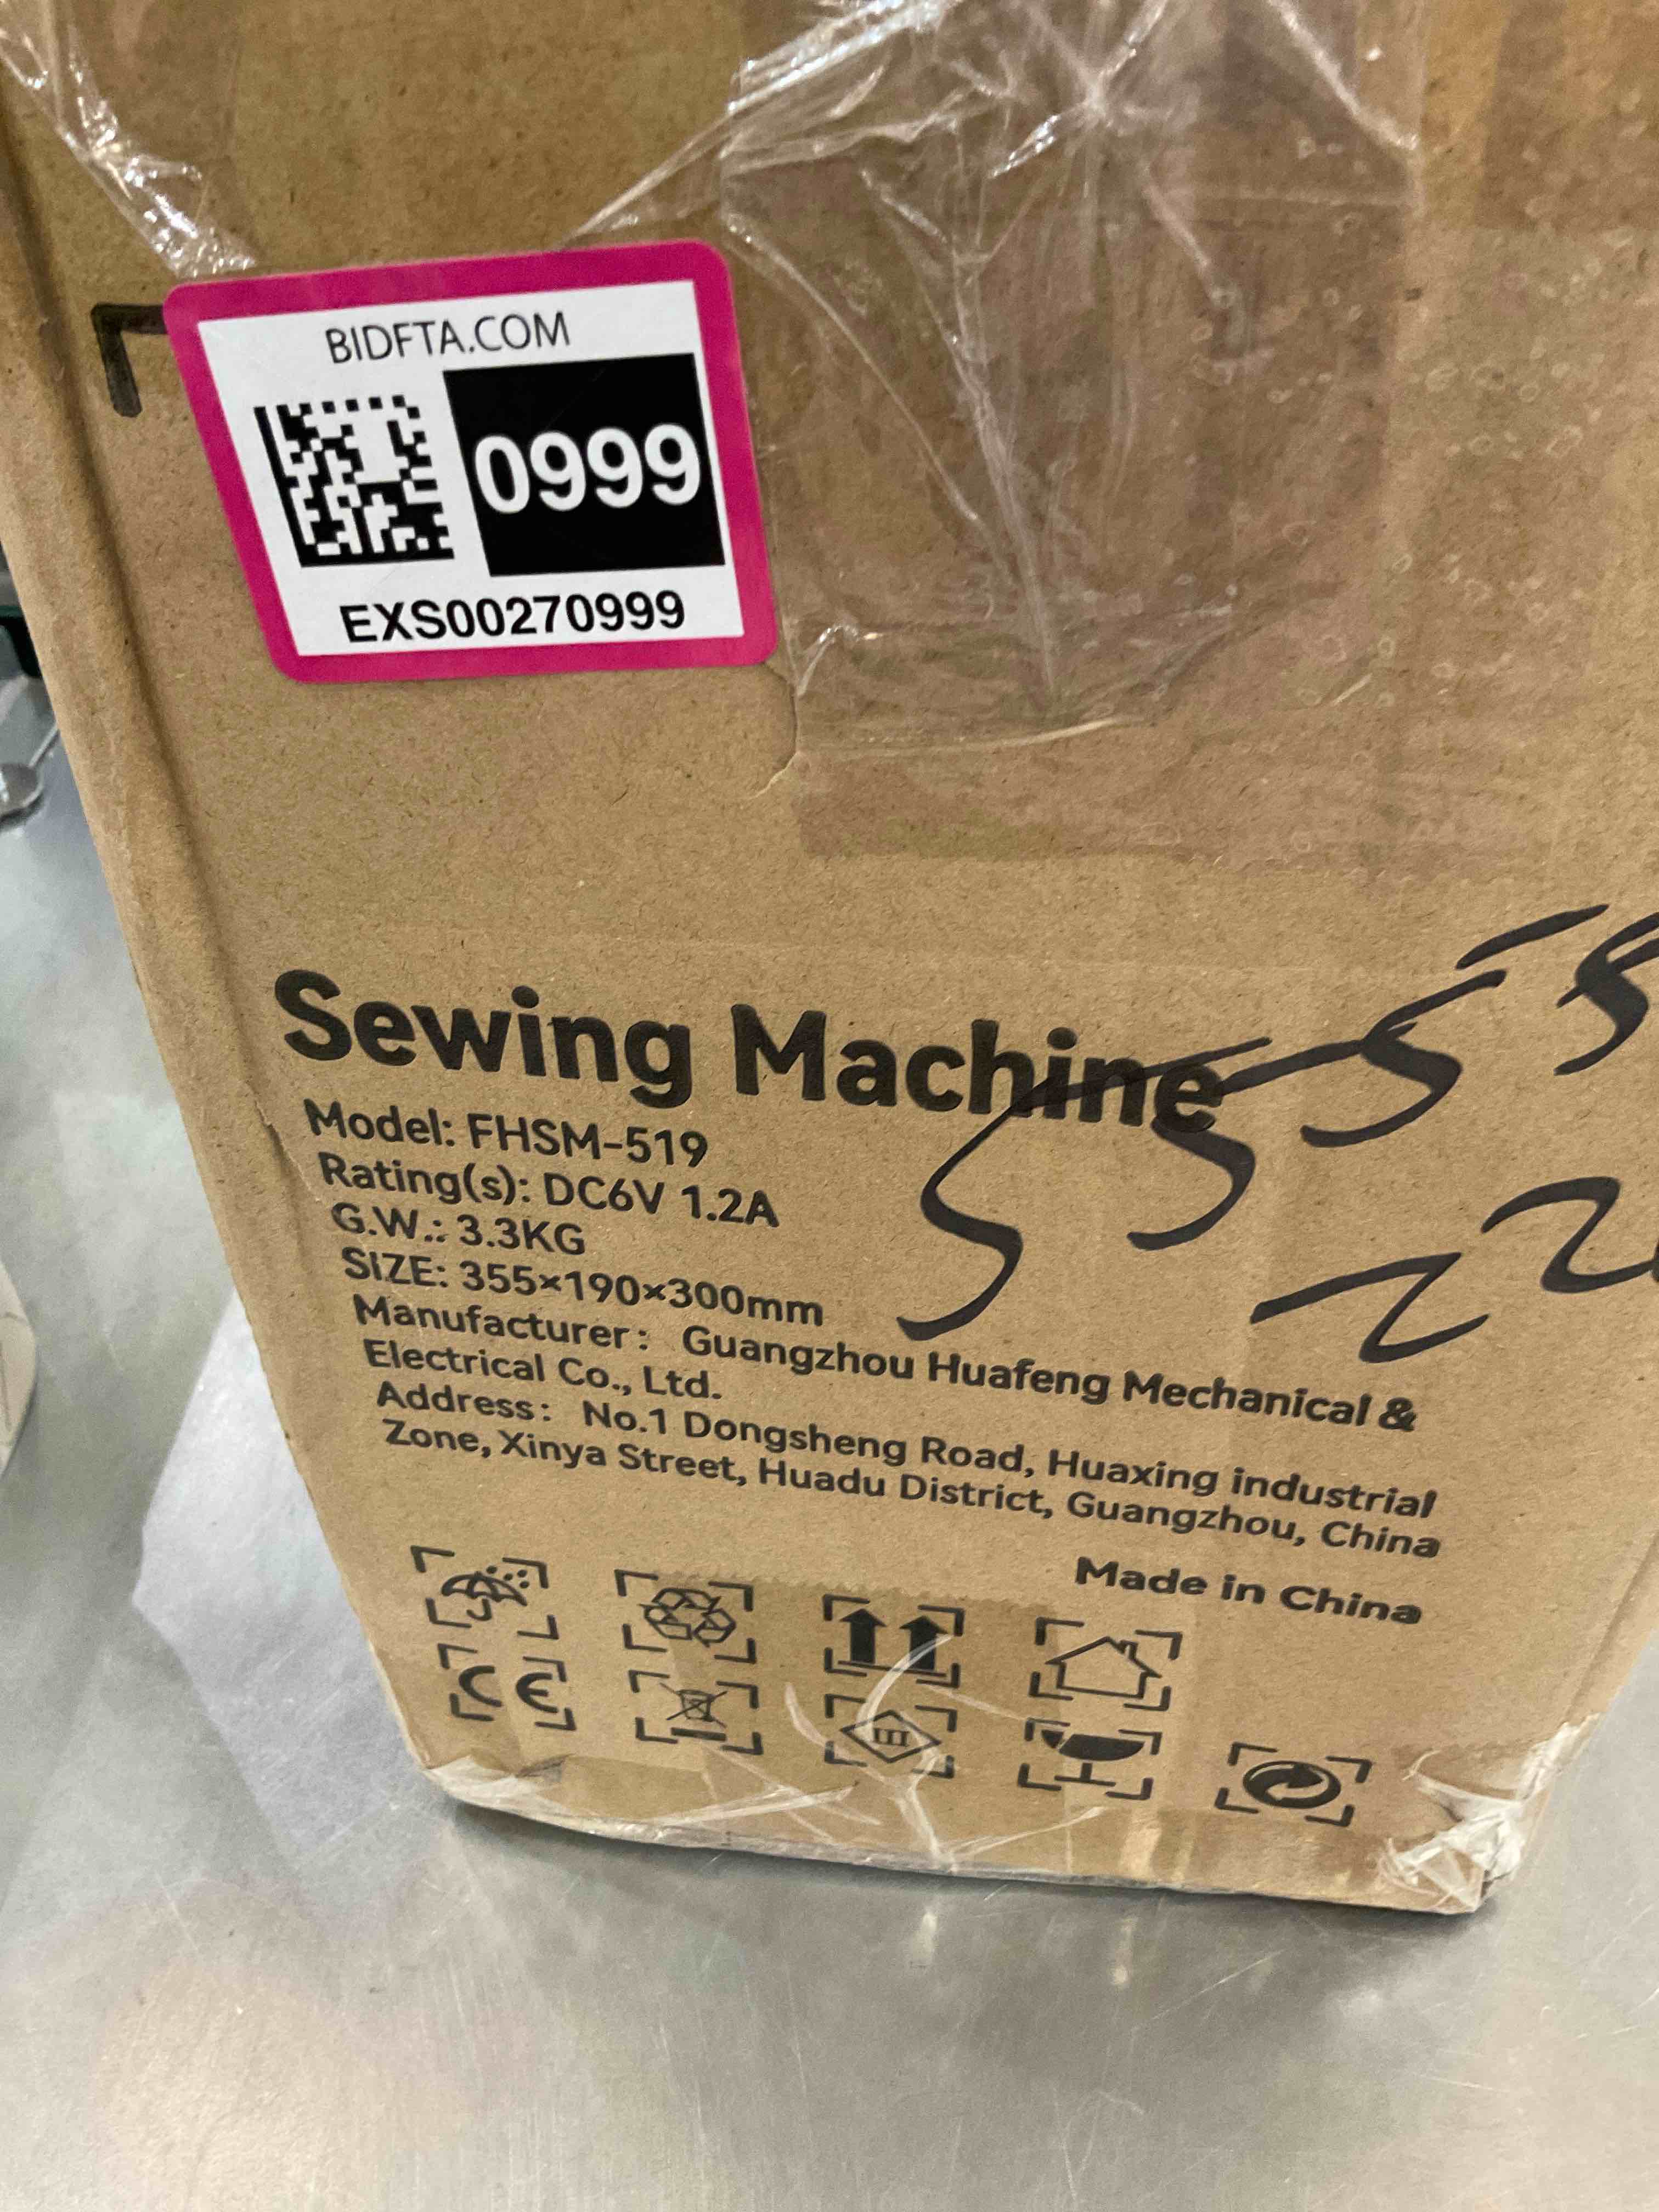 BIDFTA.COM
0999
EXS00270999
Sewing Machine
Model: FHSM-519
Rating(s): DC6V 1.2A
G.W.: 3.3KG
SIZE: 355×190×300mm
Manufacturer: Guangzhou Huafeng Mechanical &
Electrical Co., Ltd.
Address: No.1 Dongsheng Road, Huaxing industrial
Zone, Xinya Street, Huadu District, Guangzhou, China
Made in China
CE
III